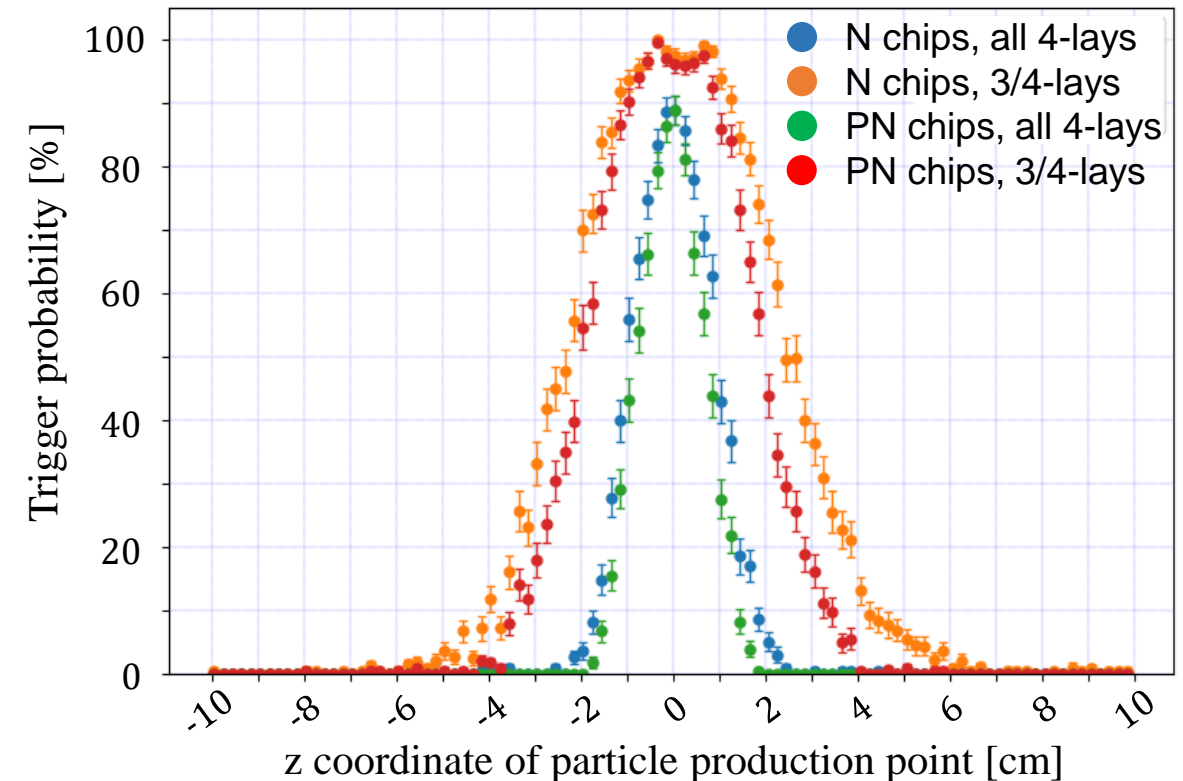 Trigger probability [%]
100
80
60
40
20
0
N chips, all 4-lays
N chips, 3/4-lays
PN chips, all 4-lays
PN chips, 3/4-lays
-10 -8 -6 -4 -2 0 2 4 6 8 10
z coordinate of particle production point [cm]